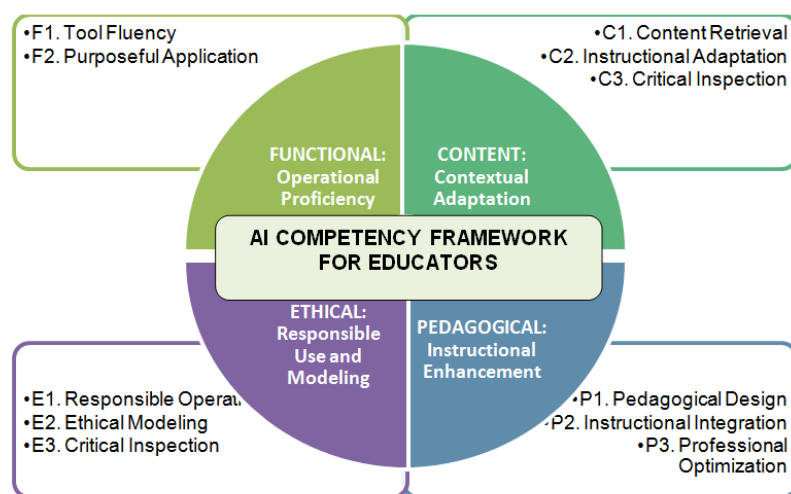 •F1. Tool Fluency
•F2. Purposeful Application
•C1. Content Retrieval
•C2. Instructional Adaptation
•C3. Critical Inspection
FUNCTIONAL:
Operational
Proficiency
CONTENT:
Contextual
Adaptation
AI COMPETENCY FRAMEWORK
FOR EDUCATORS
ETHICAL:
Responsible
Use and
Modeling
PEDAGOGICAL:
Instructional
Enhancement
•E1. Responsible
•E2. Ethical Modeling
•E3. Critical Inspection
•P1. Pedagogical Design
•P2. Instructional Integration
•P3. Professional
Optimization